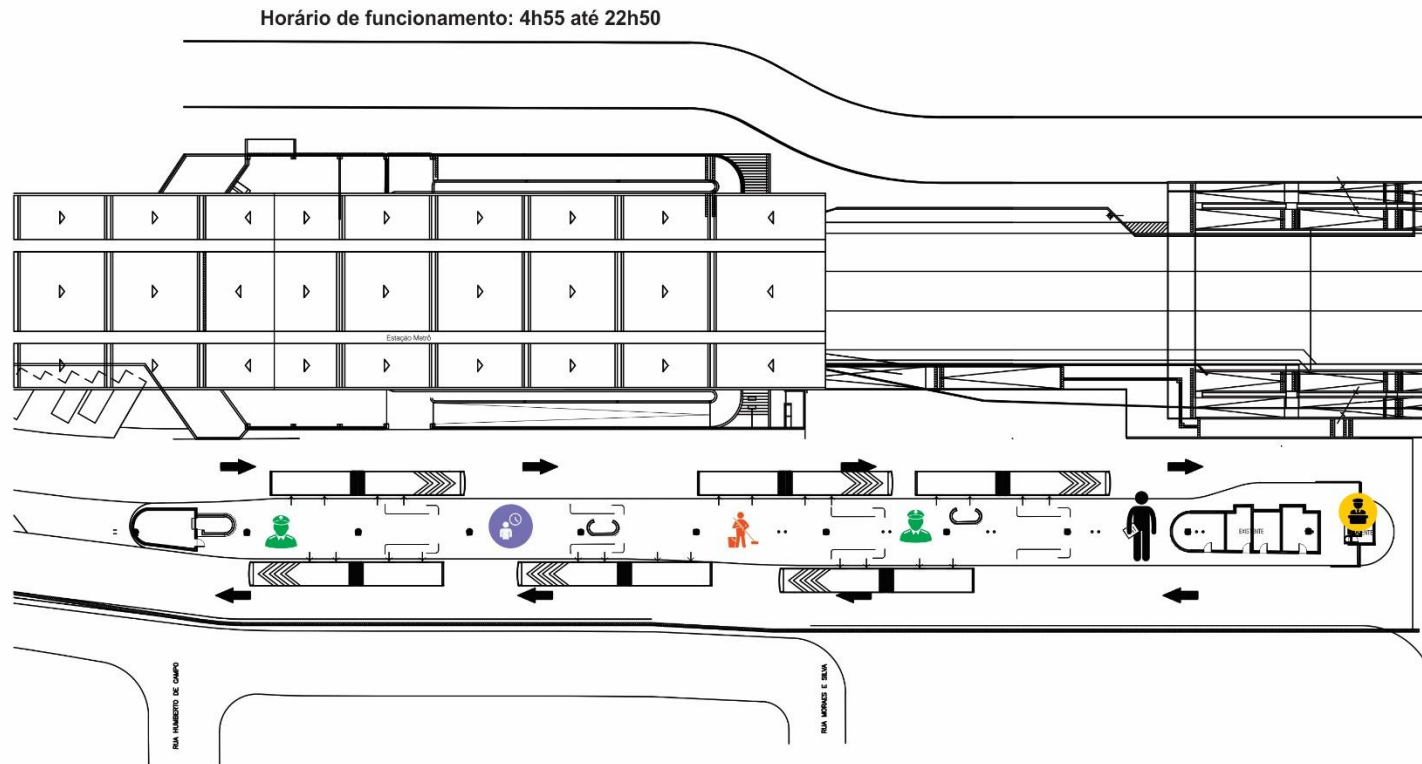 Horário de funcionamento: 4h55 até 22h50
Estação Metrô
EXISTENTE
RUA HUMBERTO DE CAMPO
RUA MORAES E SILVA